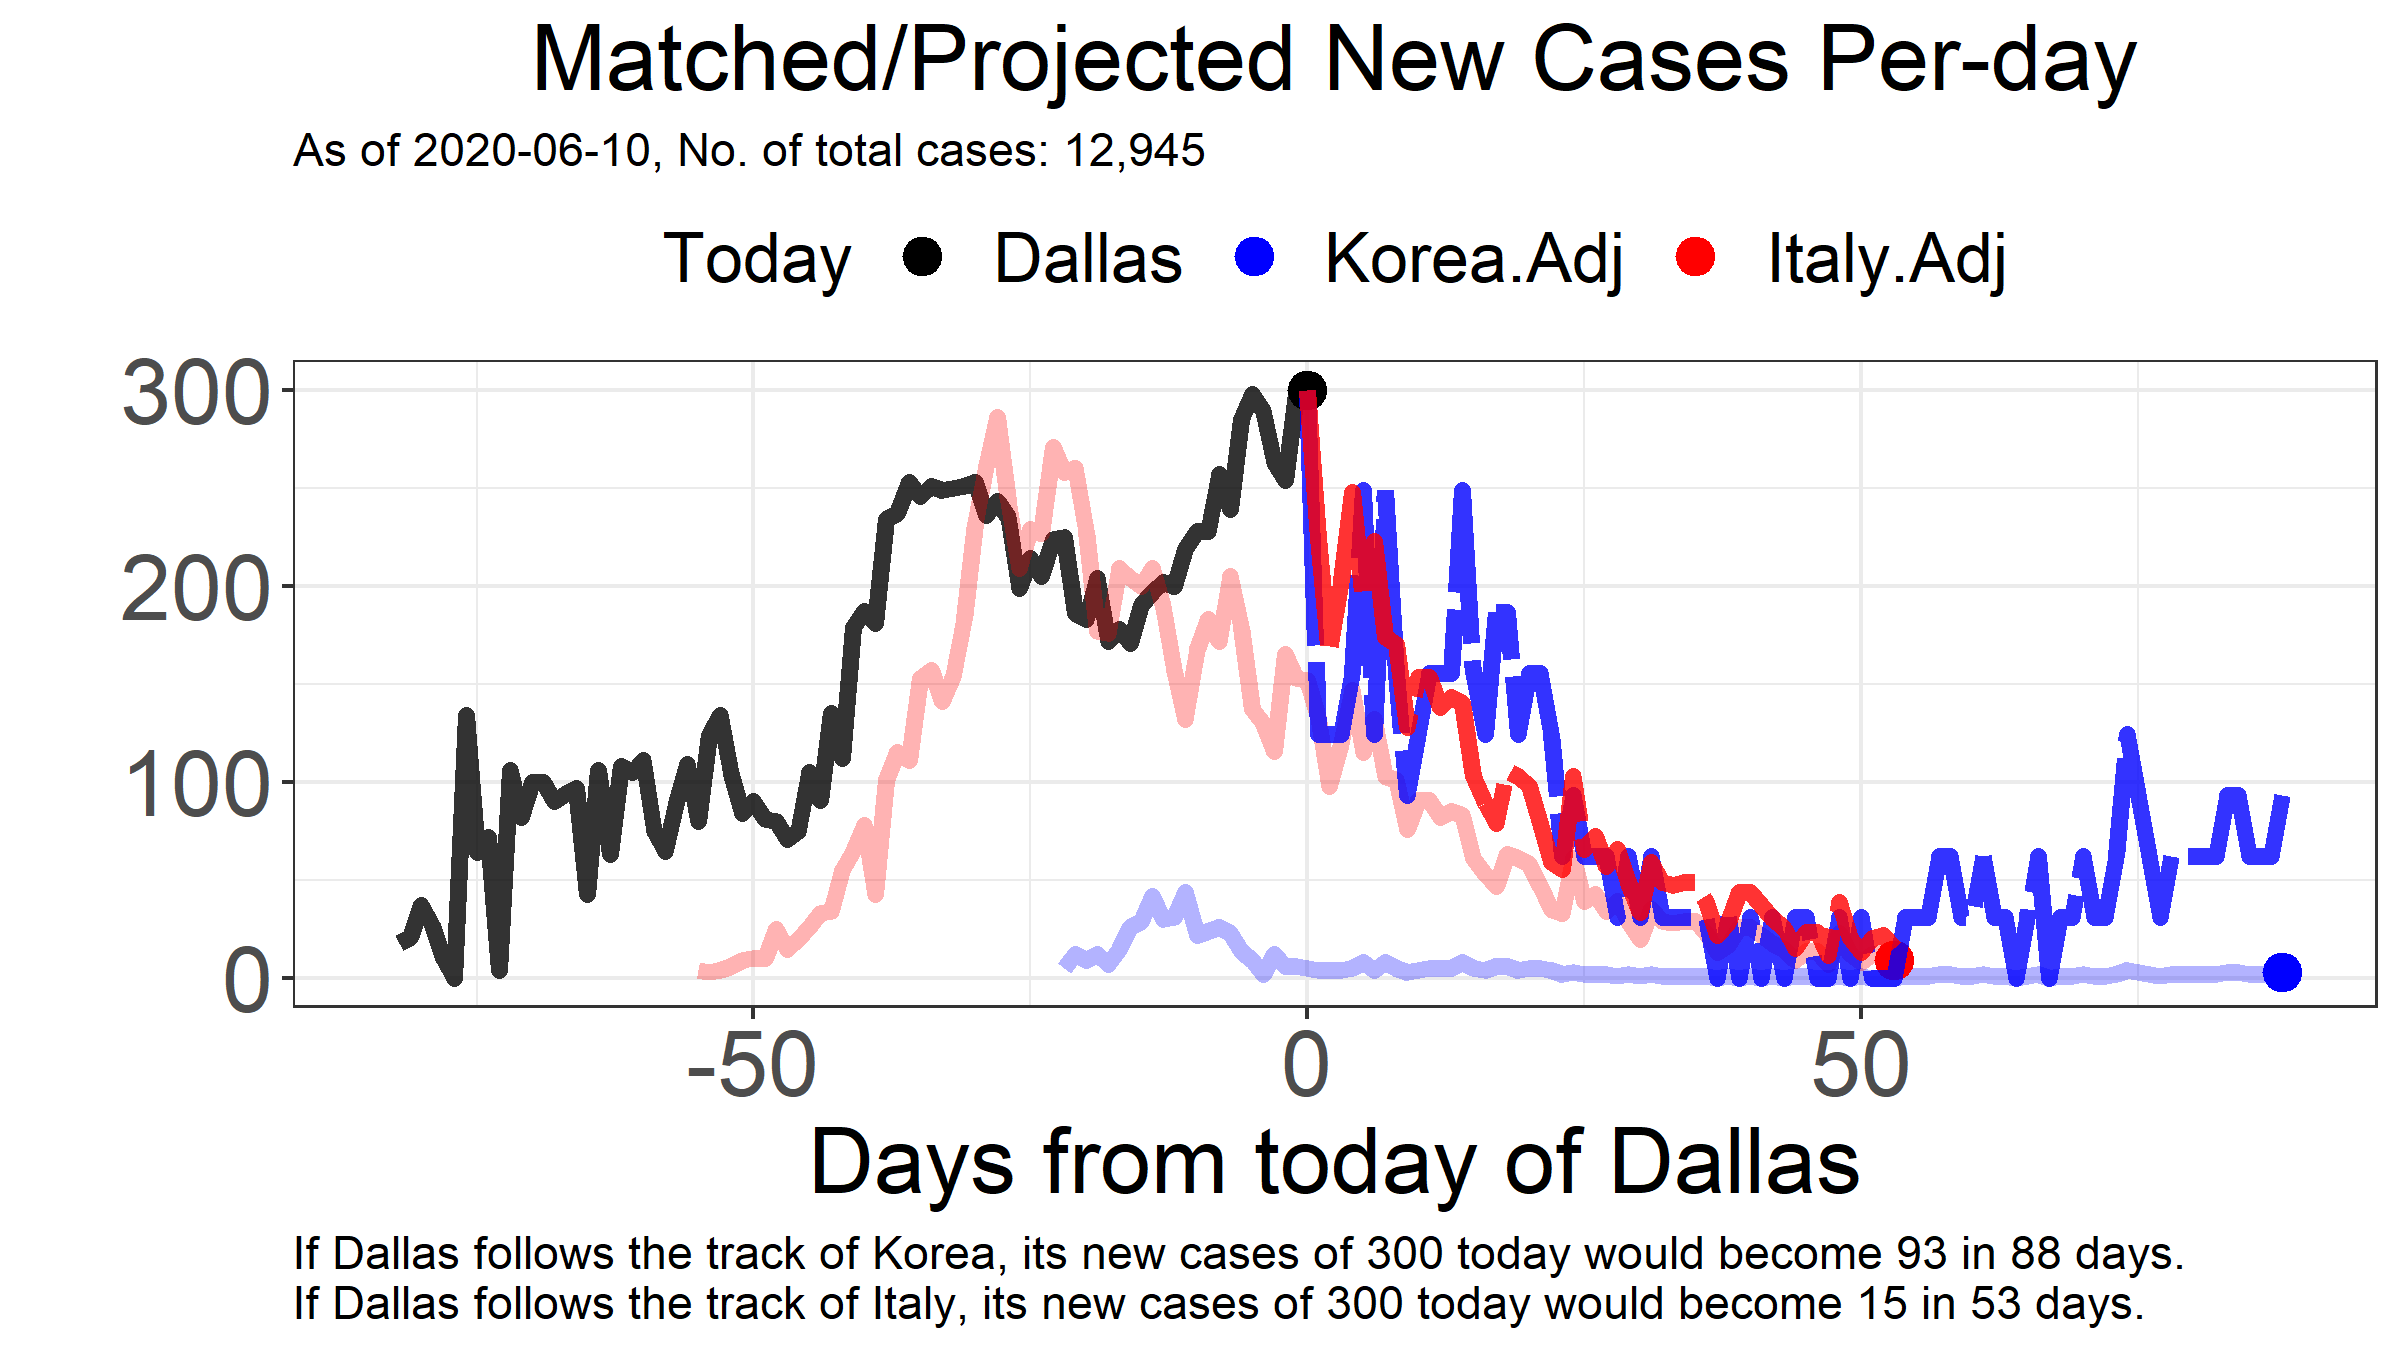 Matched/Projected New Cases Per-day
As of 2020-06-10, No. of total cases: 12,945
Today Dallas Korea.Adj Italy.Adj
300
200
100
0
-50 0 50
Days from today of Dallas
If Dallas follows the track of Korea, its new cases of 300 today would become 93 in 88 days.
If Dallas follows the track of Italy, its new cases of 300 today would become 15 in 53 days.